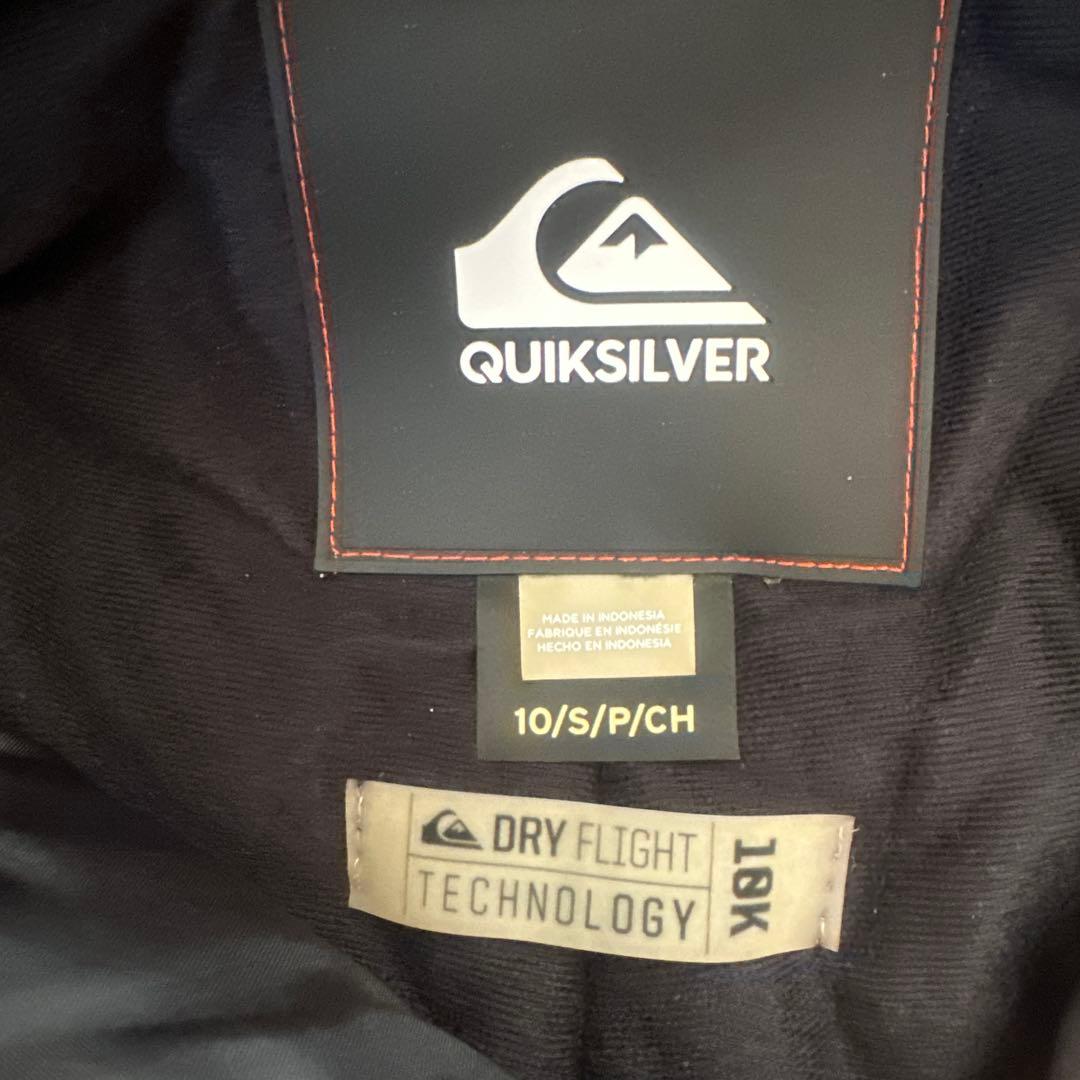 QUIKSILVER
MADE IN INDONESIA
FABRIQUE EN INDONÉSIE
HECHO EN INDONESIA
10/S/P/CH
DRY FLIGHT
TECHNOLOGY
10K